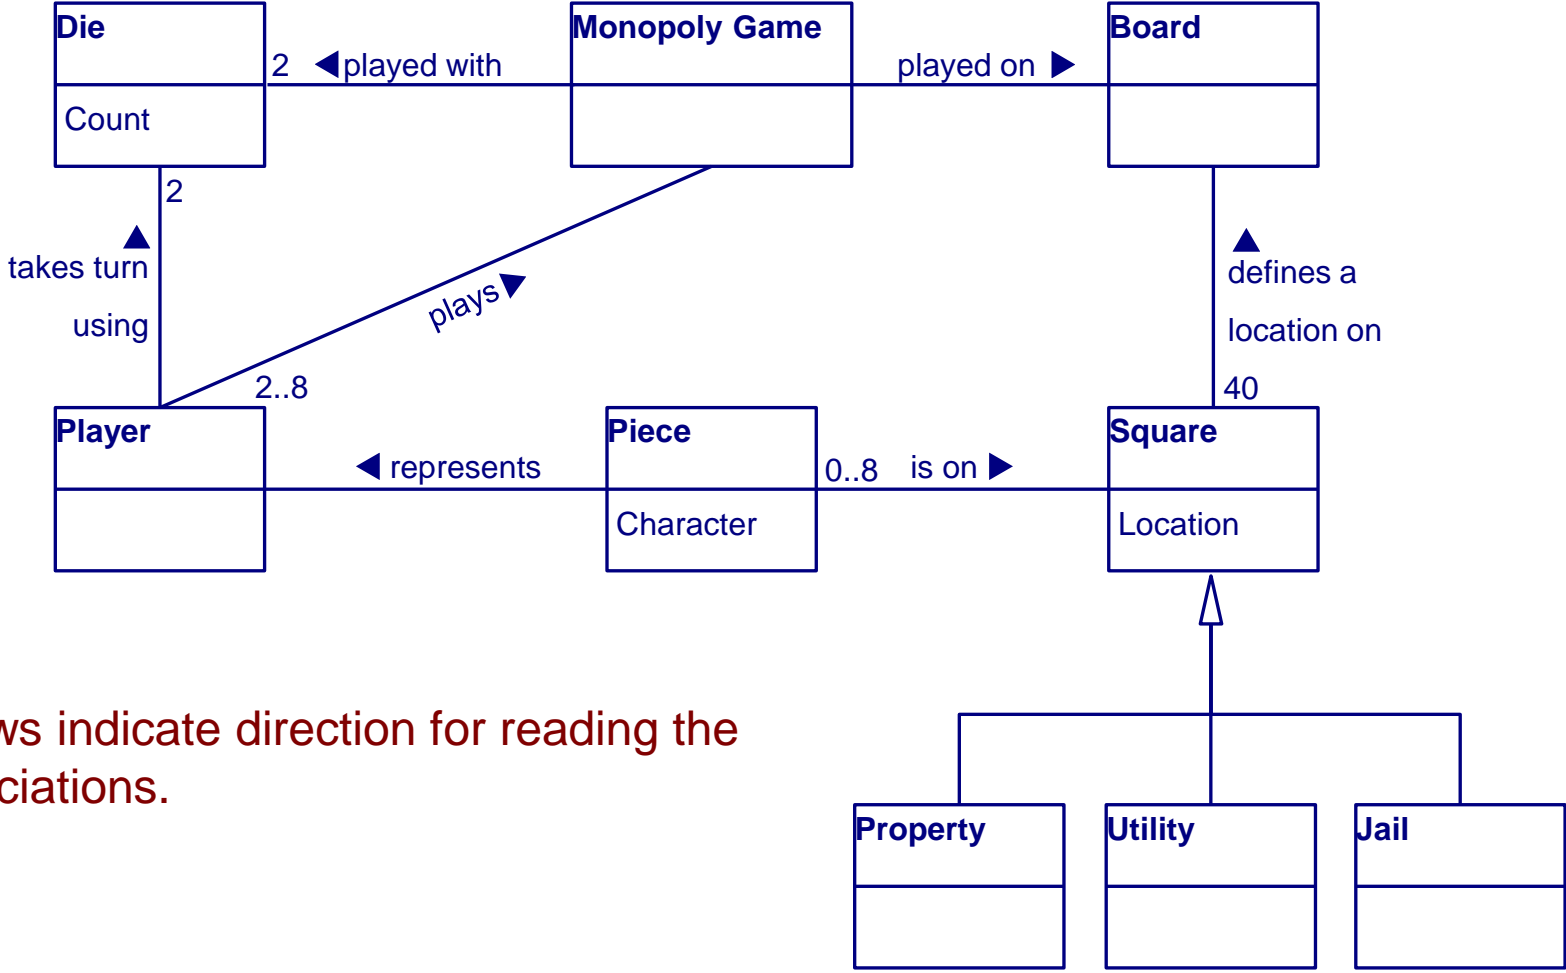 Die
Monopoly Game
Board
2
played with
played on
Count
2
takes turn
using
plays
defines a
location on
2..8
40
Player
Piece
Square
represents
0..8
is on
Character
Location
indicate direction for reading the
Property
Utility
Jail